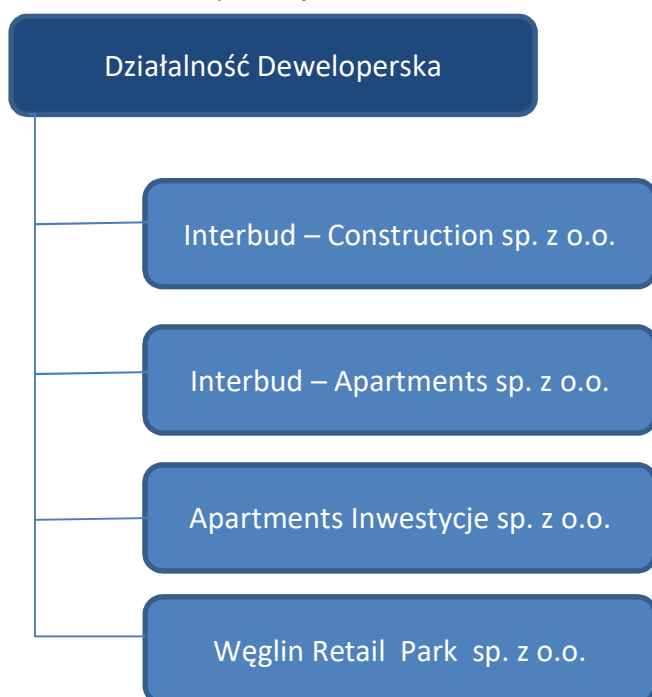 Działalność Deweloperska
Interbud – Construction sp. z o.o.
Interbud – Apartments sp. z o.o.
Apartments Inwestycje sp. z o.o.
Węglin Retail Park sp. z o.o.